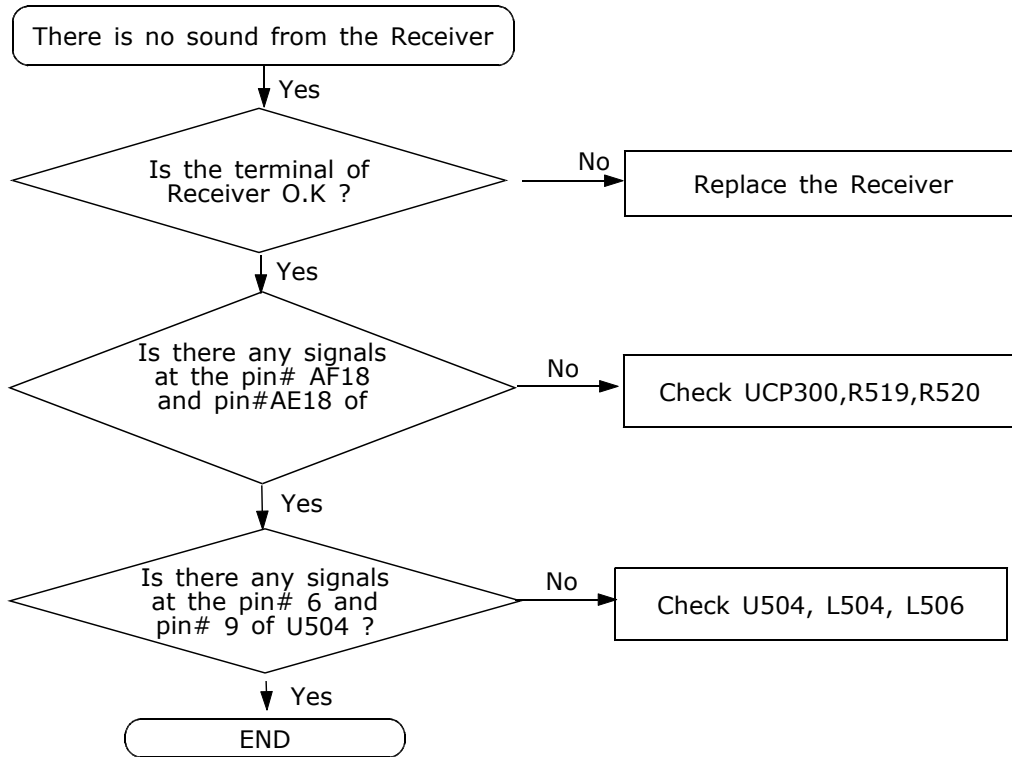 There is no sound from the Receiver
Yes
Is the terminal of
Receiver O.K ?
No
Replace the Receiver
Yes
Is there any signals
at the pin# AF18
and pin#AE18 of
No
Check UCP300,R519,R520
Yes
Is there any signals
at the pin# 6 and
pin# 9 of U504 ?
No
Check U504, L504, L506
Yes
END